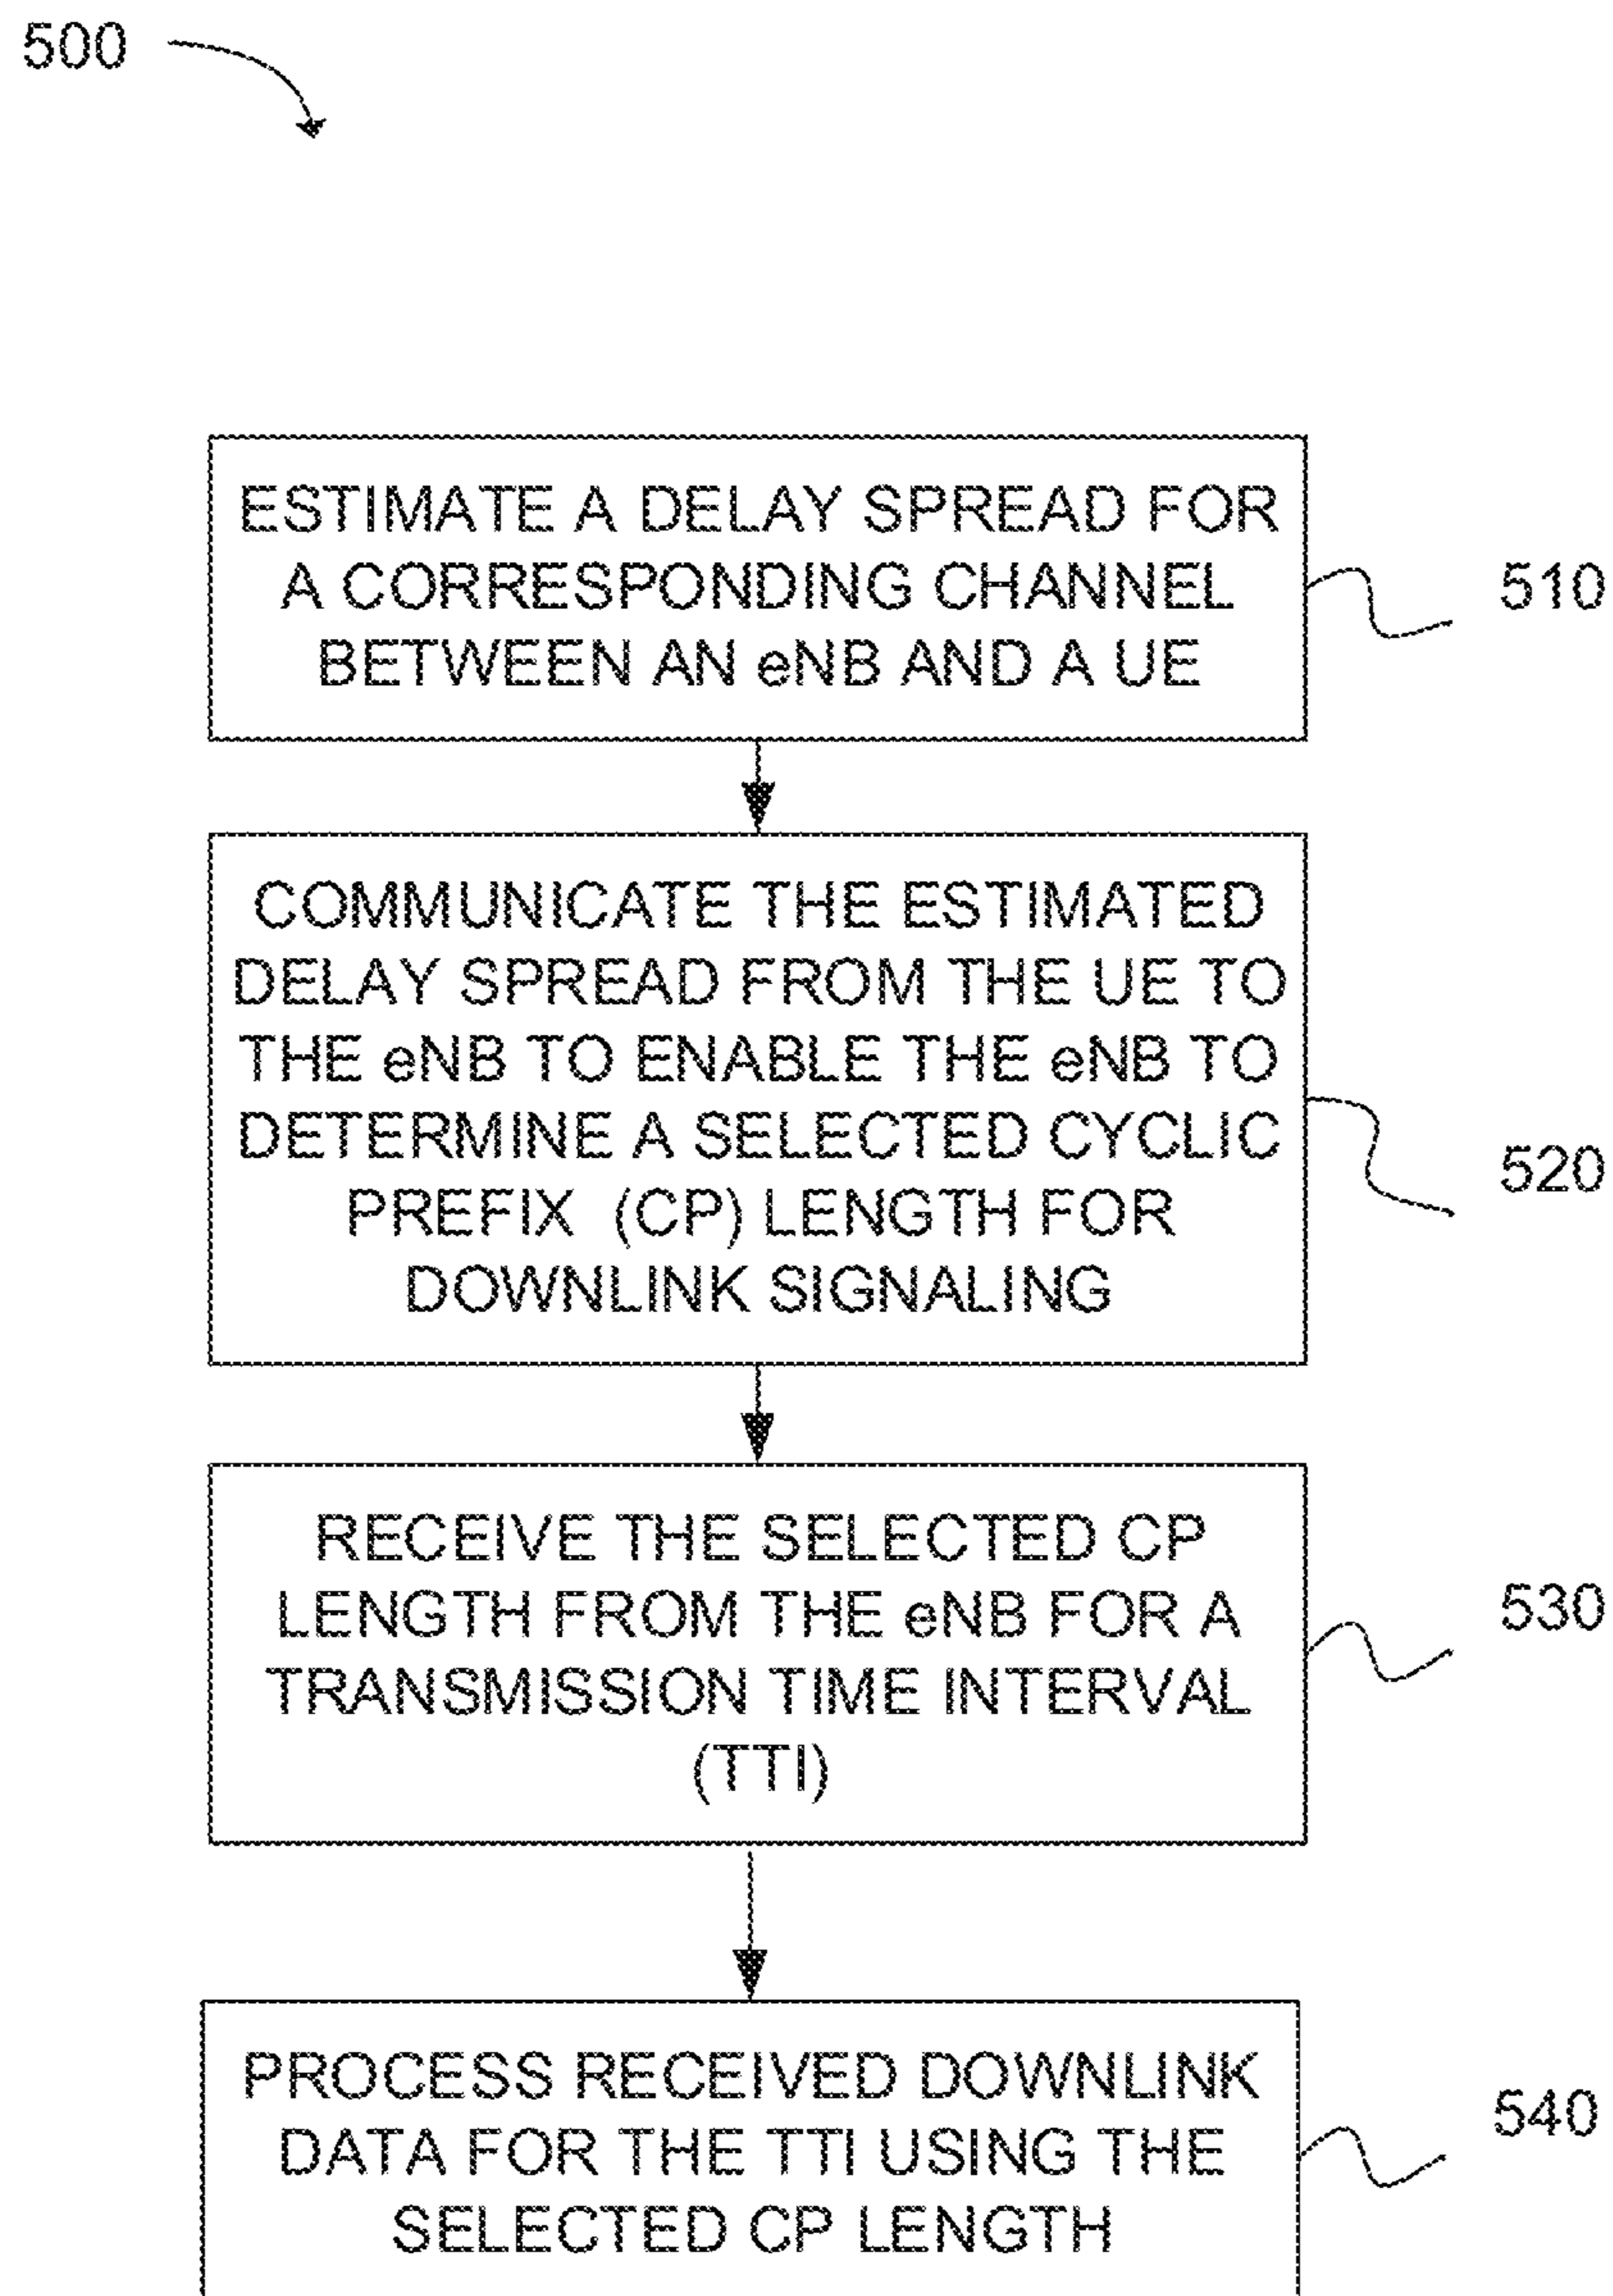 500
ESTIMATE A DELAY SPREAD FOR
A CORRESPONDING CHANNEL
BETWEEN AN eNB AND A UE
510
COMMUNICATE THE ESTIMATED
DELAY SPREAD FROM THE UE TO
THE eNB TO ENABLE THE eNB TO
DETERMINE A SELECTED CYCLIC
PREFIX (CP) LENGTH FOR
DOWNLINK SIGNALING
520
RECEIVE THE SELECTED CP
LENGTH FROM THE eNB FOR A
TRANSMISSION TIME INTERVAL
(TTI)
530
PROCESS RECEIVED DOWNLINK
DATA FOR THE TTI USING THE
SELECTED CP LENGTH
540